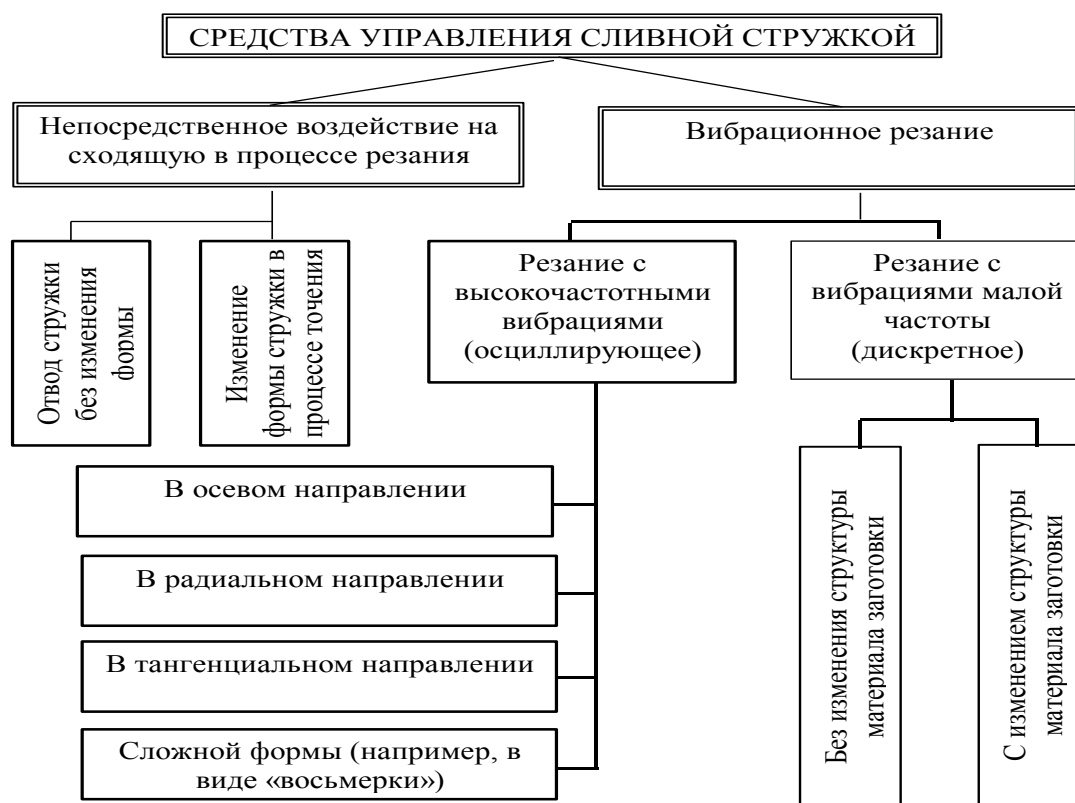 СРЕДСТВА УПРАВЛЕНИЯ СЛИВНОЙ СТРУЖКОЙ
Непосредственное воздействие на
сходящую в процессе резания
Вибрационное резание
Отвод стружки
без изменения
формы
Изменение
формы стружки в
процессе точения
Резание с
высокочастотными
вибрациями
(осциллирующее)
Резание с
вибрациями малой
частоты
(дискретное)
В осевом направлении
В радиальном направлении
В тангенциальном направлении
Сложной формы (например, в
виде «восьмерки»)
Без изменения структуры
материала заготовки
С изменением структуры
материала заготовки